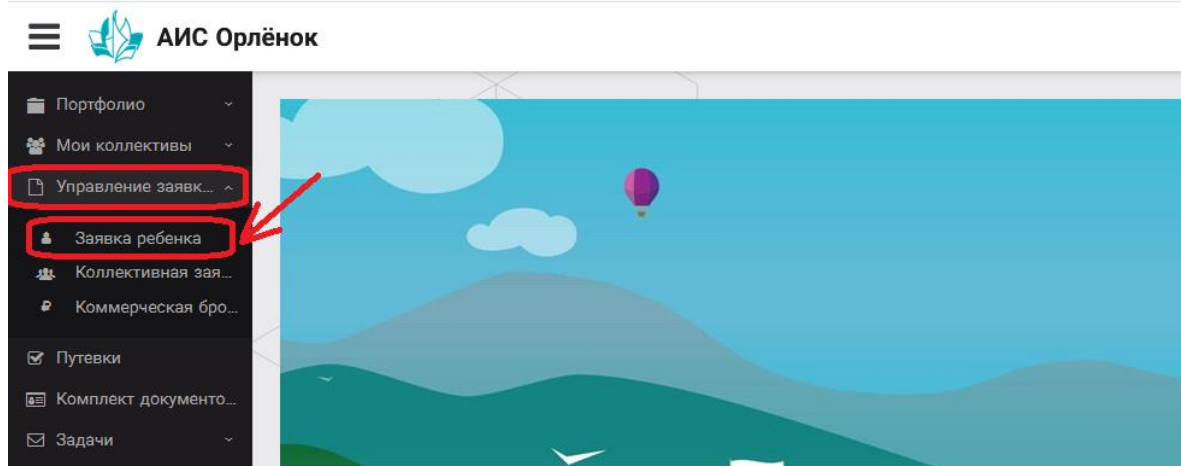 АИС Орлёнок
Портфолио
Мои коллективы
Управление заявк...
Заявка ребенка
Коллективная зая...
Коммерческая бро...
Путевки
Комплект документо...
Задачи